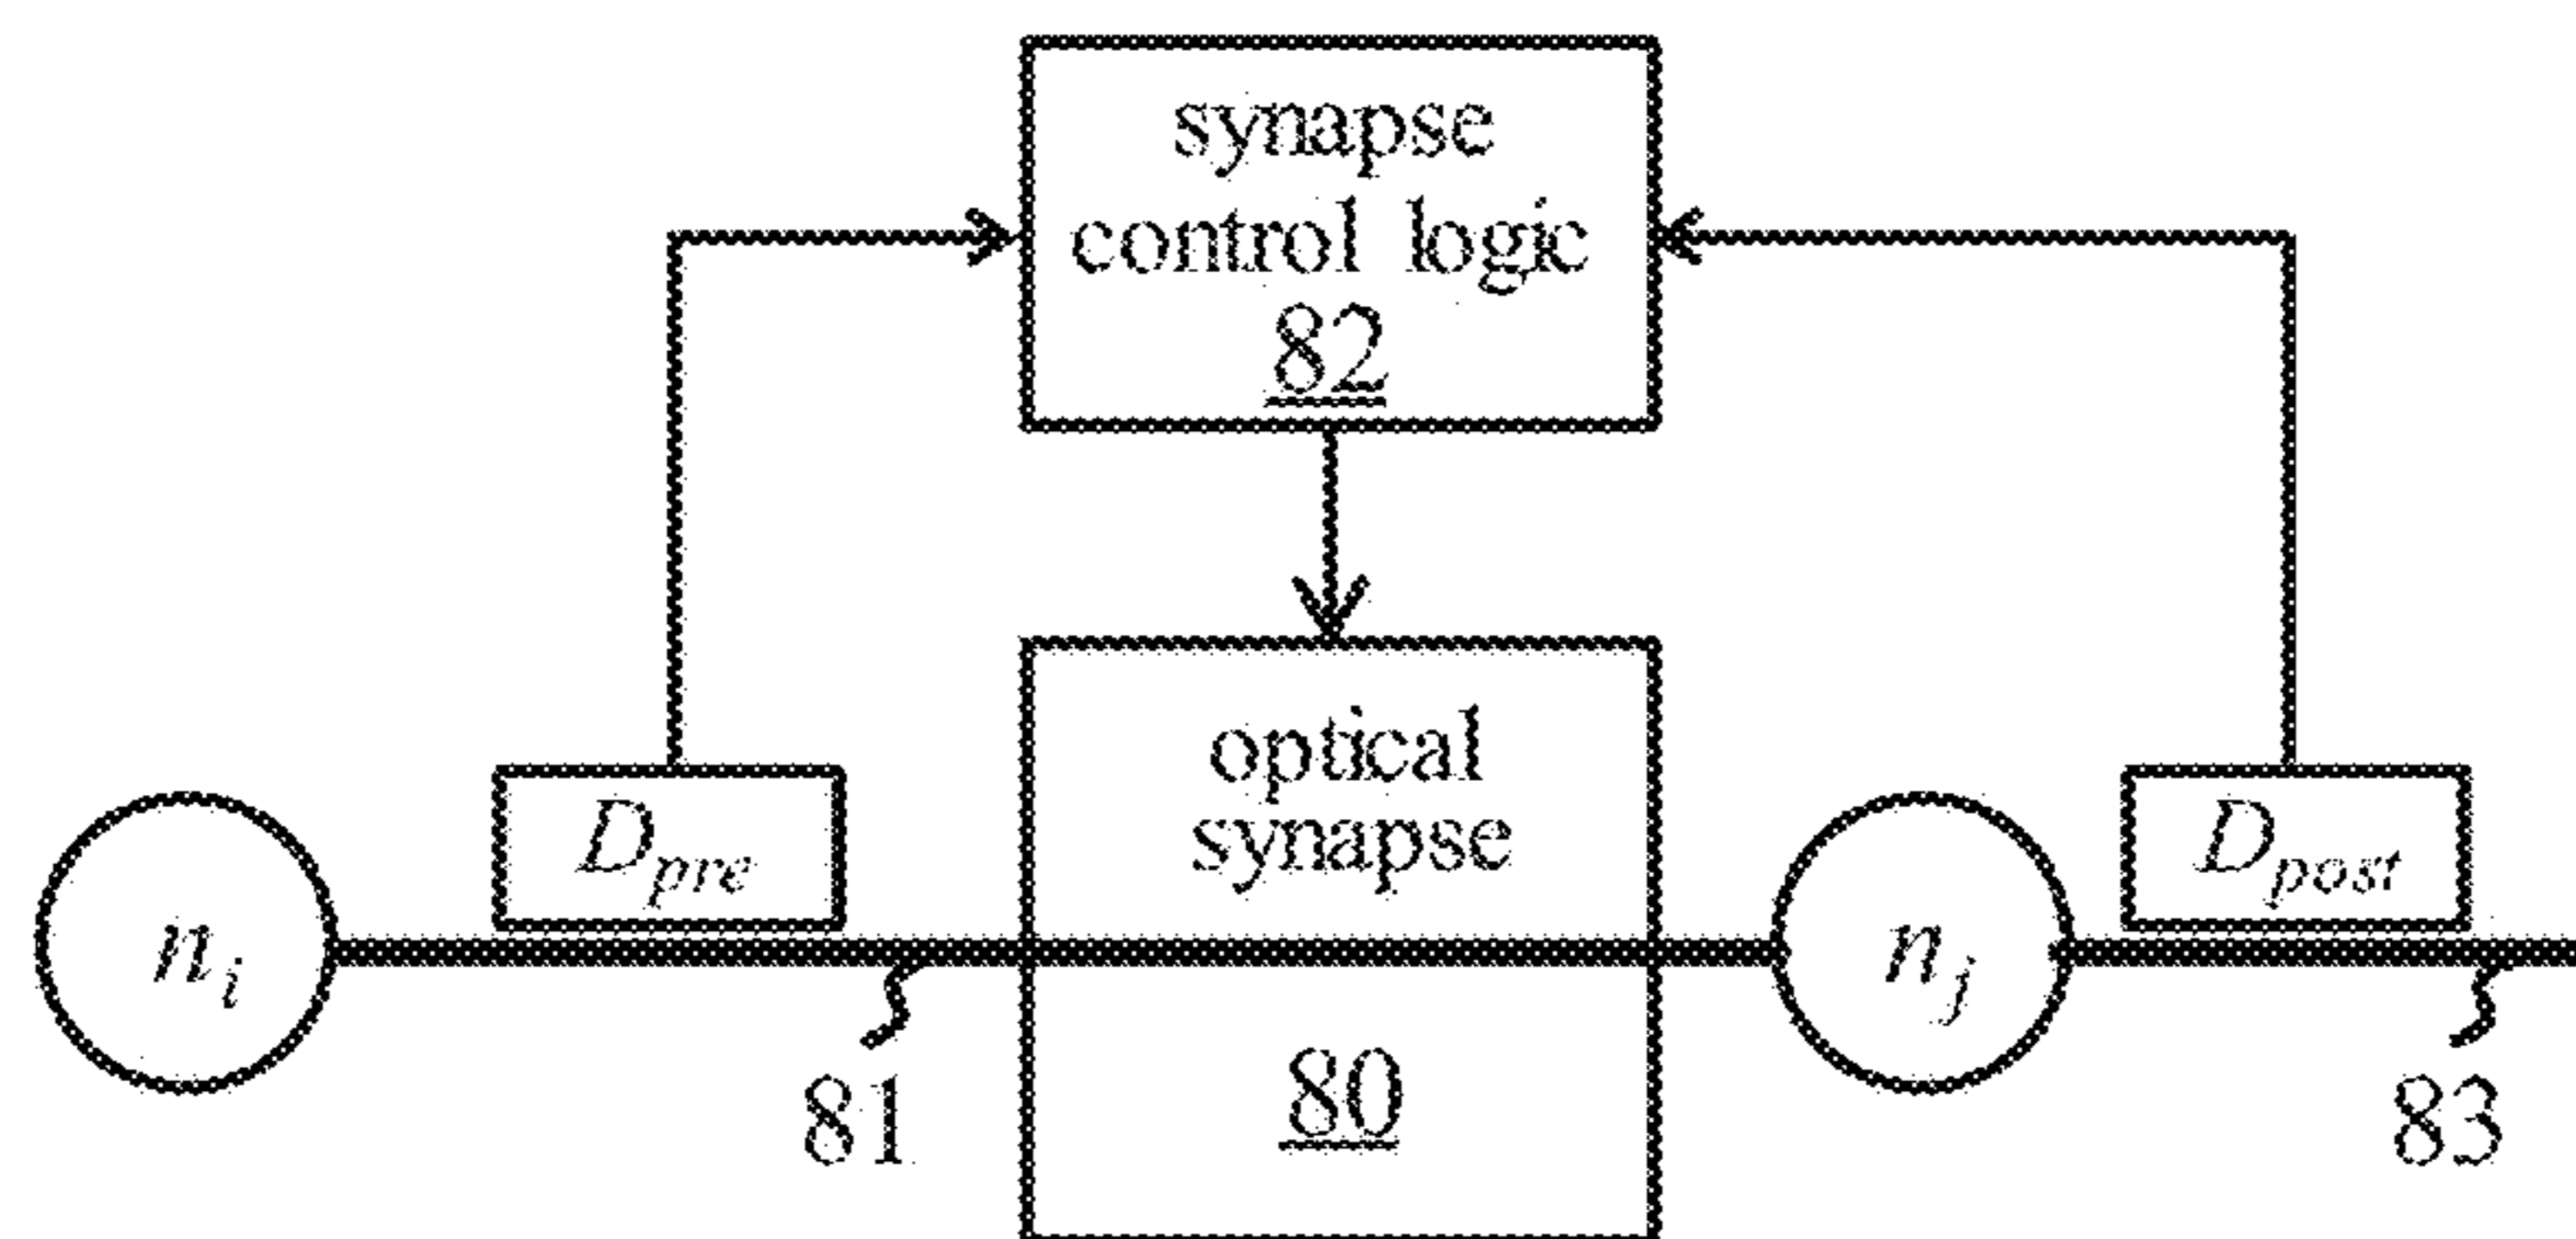 synapse
control logic
82
optical
synapse
D_pre
D_post
n_i
n_j
81
80
83